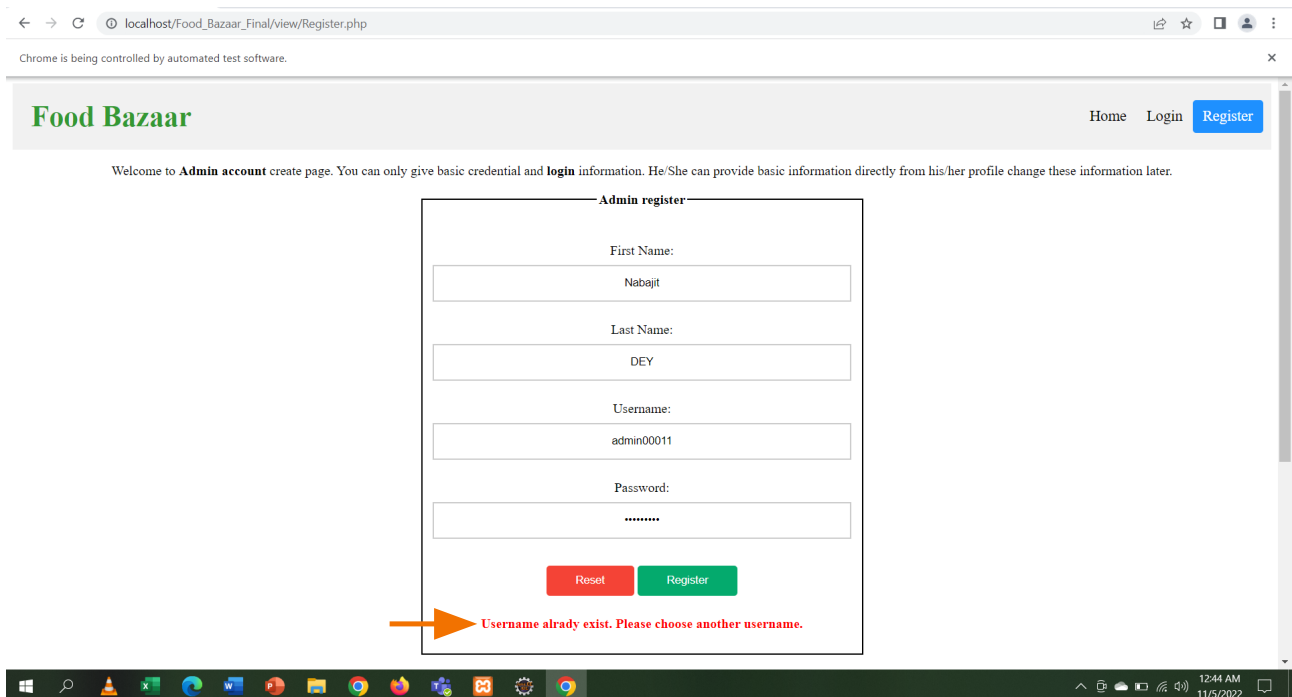 localhost/Food_Bazaar_Final/view/Register.php
Chrome is being controlled by automated test software.
Food Bazaar
Home Login Register
Welcome to Admin account create page. You can only give basic credential and login information. He/She can provide basic information directly from his/her profile change these information later.
Admin register
First Name:
Nabajit
Last Name:
DEY
Username:
admin00011
Password:
•••••••••
Reset Register
Username alrady exist. Please choose another username.
12:44 AM
11/5/2022